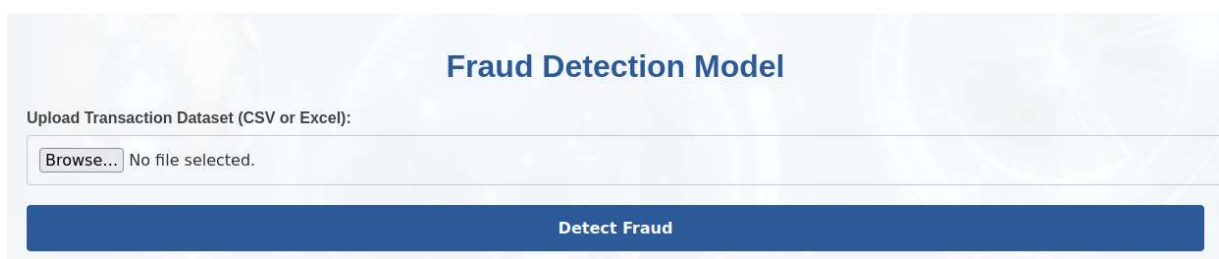 Fraud Detection Model
Upload Transaction Dataset (CSV or Excel):
Browse... No file selected.
Detect Fraud